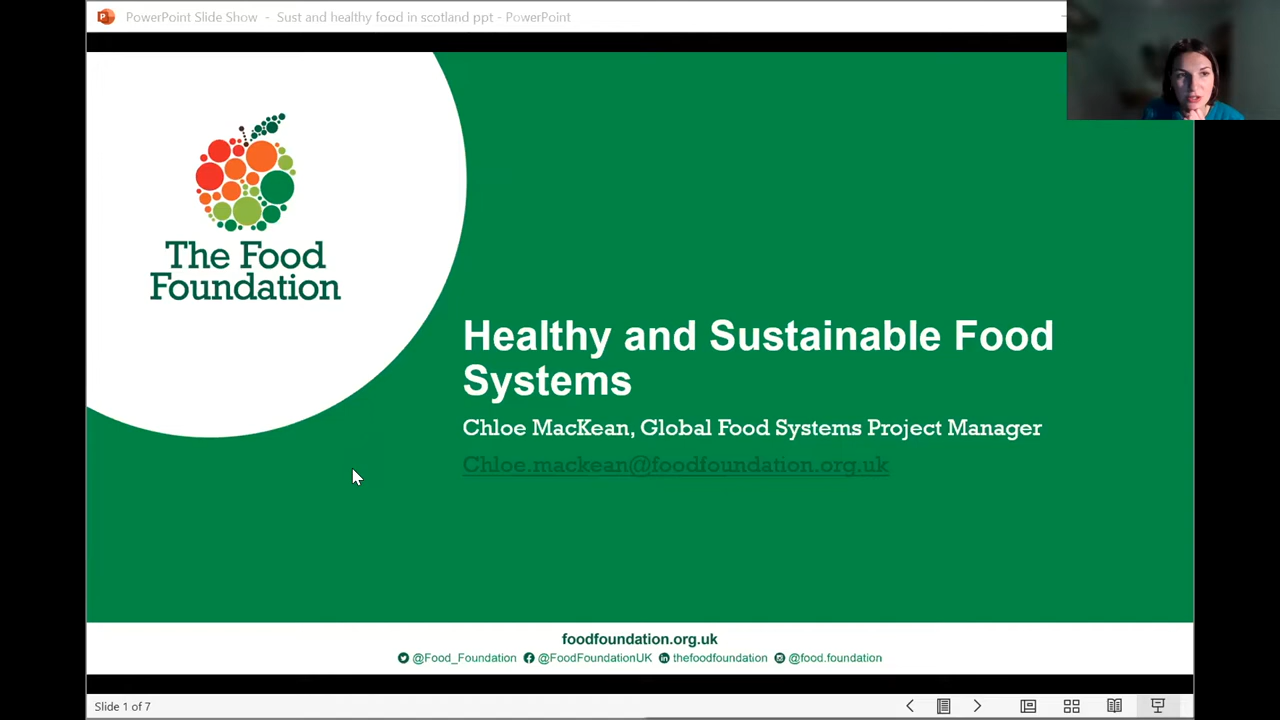 PowerPoint Slide Show - Sust and healthy food in scotland ppt - PowerPoint
The Food
Foundation
Healthy and Sustainable Food
Systems
Chloe MacKean, Global Food Systems Project Manager
Chloe.mackean@foodfoundation.org.uk
foodfoundation.org.uk
@Food_Foundation @FoodFoundationUK thefoodfoundation @food.foundation
Slide 1 of 7